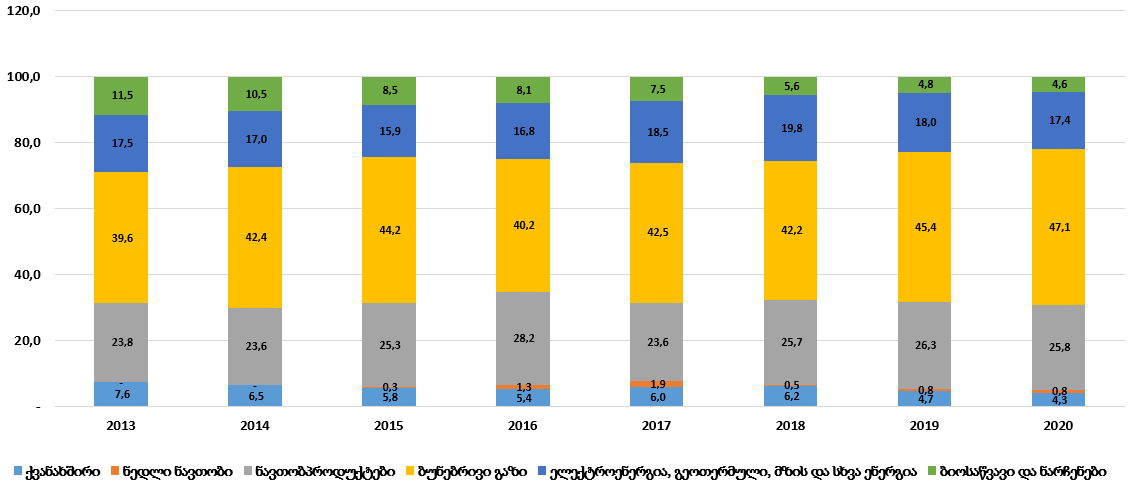 120,0
100,0
80,0
60,0
40,0
20,0
-
11,5 10,5 8,5 8,1 7,5 5,6 4,8 4,6
17,5 17,0 15,9 16,8 18,5 19,8 18,0 17,4
39,6 42,4 44,2 40,2 42,5 42,2 45,4 47,1
23,8 23,6 25,3 28,2 23,6 25,7 26,3 25,8
- - 0,3 1,3 1,9 0,5 0,8 0,8
7,6 6,5 5,8 5,4 6,0 6,2 4,7 4,3
2013 2014 2015 2016 2017 2018 2019 2020
ქვანახშირი ნედლი ნავთობი ნავთობპროდუქტები ბუნებრივი გაზი ელექტროენერგია, გეოთერმული, მზის და სხვა ენერგია ბიოსაწვავი და ნარჩენები